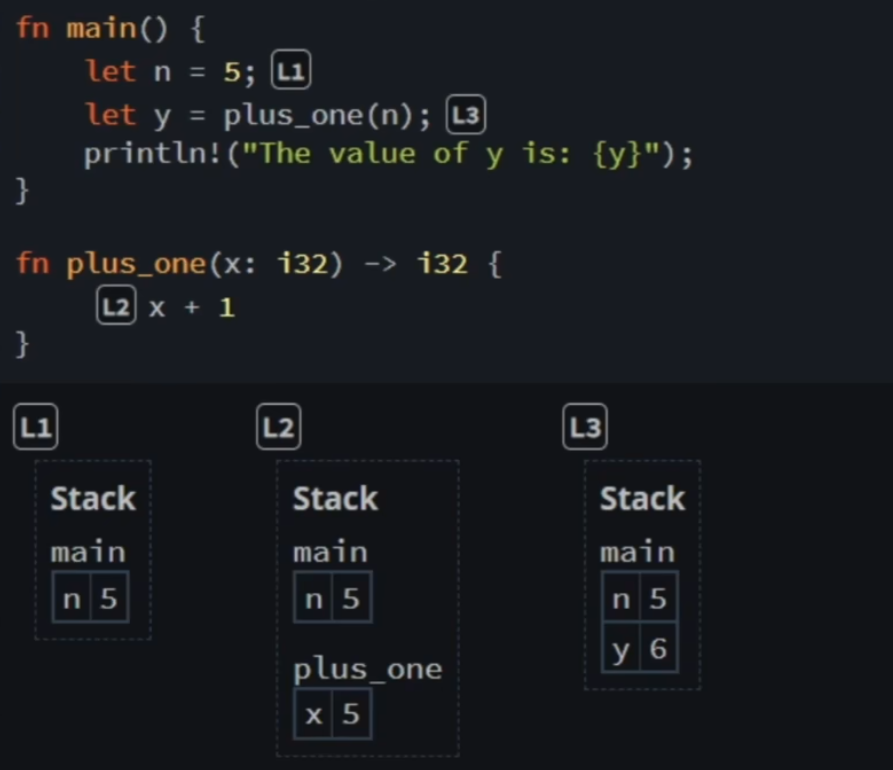 fn main() {
    let n = 5; L1
    let y = plus_one(n); L3
    println!("The value of y is: {y}");
}
fn plus_one(x: i32) -> i32 {
    L2 x + 1
}
L1 L2 L3
Stack Stack Stack
main main main
n 5 n 5 n 5
y 6
plus_one
x 5